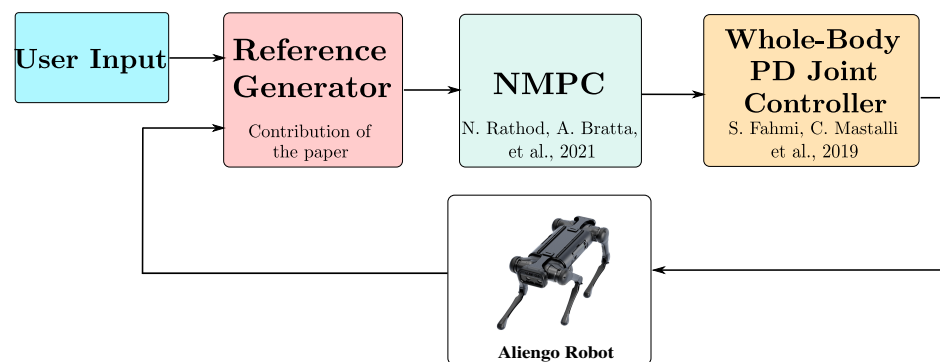 User Input
Reference
Generator
Contribution of
the paper
NMPC
N. Rathod, A. Bratta,
et al., 2021
Whole-Body
PD Joint
Controller
S. Fahmi, C. Mastalli
et al., 2019
Aliengo Robot